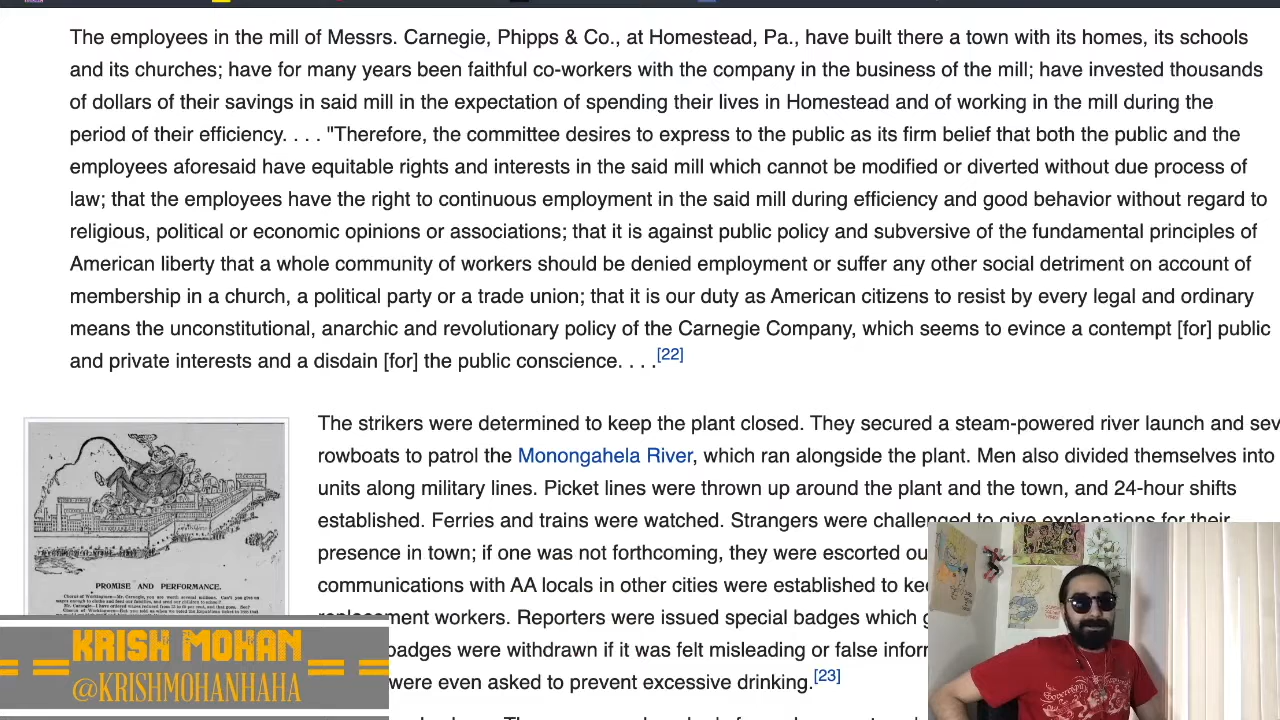 The employees in the mill of Messrs. Carnegie, Phipps & Co., at Homestead, Pa., have built there a town with its homes, its schools
and its churches; have for many years been faithful co-workers with the company in the business of the mill; have invested thousands
of dollars of their savings in said mill in the expectation of spending their lives in Homestead and of working in the mill during the
period of their efficiency. . . . "Therefore, the committee desires to express to the public as its firm belief that both the public and the
employees aforesaid have equitable rights and interests in the said mill which cannot be modified or diverted without due process of
law; that the employees have the right to continuous employment in the said mill during efficiency and good behavior without regard to
religious, political or economic opinions or associations; that it is against public policy and subversive of the fundamental principles of
American liberty that a whole community of workers should be denied employment or suffer any other social detriment on account of
membership in a church, a political party or a trade union; that it is our duty as American citizens to resist by every legal and ordinary
means the unconstitutional, anarchic and revolutionary policy of the Carnegie Company, which seems to evince a contempt [for] public
and private interests and a disdain [for] the public conscience. . . .[22]
The strikers were determined to keep the plant closed. They secured a steam-powered river launch and sev
rowboats to patrol the Monongahela River, which ran alongside the plant. Men also divided themselves into
units along military lines. Picket lines were thrown up around the plant and the town, and 24-hour shifts
established. Ferries and trains were watched. Strangers were challenged to give explanations for their
presence in town; if one was not forthcoming, they were escorted ou
communications with AA locals in other cities were established to kee
replacement workers. Reporters were issued special badges which g
badges were withdrawn if it was felt misleading or false infor
were even asked to prevent excessive drinking.[23]
PROMISE AND PERFORMANCE.
KRISH MOHAN
@KRISHMOHANHAHA